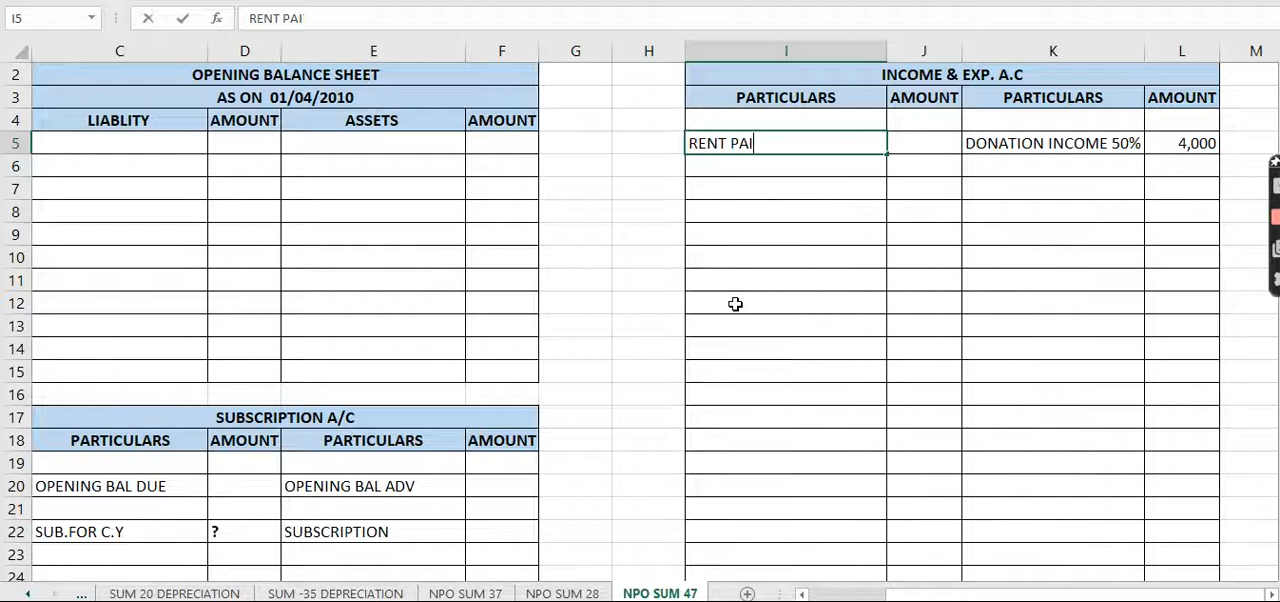 I5 fx RENT PAI
C D E F G H I J K L M
2 OPENING BALANCE SHEET INCOME & EXP. A.C
3 AS ON 01/04/2010 PARTICULARS AMOUNT PARTICULARS AMOUNT
4 LIABLITY AMOUNT ASSETS AMOUNT
5 RENT PAI DONATION INCOME 50% 4,000
6
7
8
9
10
11
12
13
14
15
16
17 SUBSCRIPTION A/C
18 PARTICULARS AMOUNT PARTICULARS AMOUNT
19
20 OPENING BAL DUE OPENING BAL ADV
21
22 SUB.FOR C.Y ? SUBSCRIPTION
23
24
... SUM 20 DEPRECIATION SUM -35 DEPRECIATION NPO SUM 37 NPO SUM 28 NPO SUM 47